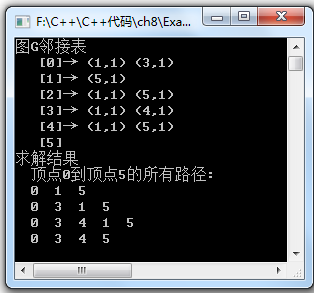 F:\C++\C++代码\ch8\Exa...
图G邻接表
[0]→ (1,1) (3,1)
[1]→ (5,1)
[2]→ (1,1) (5,1)
[3]→ (1,1) (4,1)
[4]→ (1,1) (5,1)
[5]
求解结果
顶点0到顶点5的所有路径：
0 1 5
0 3 1 5
0 3 4 1 5
0 3 4 5